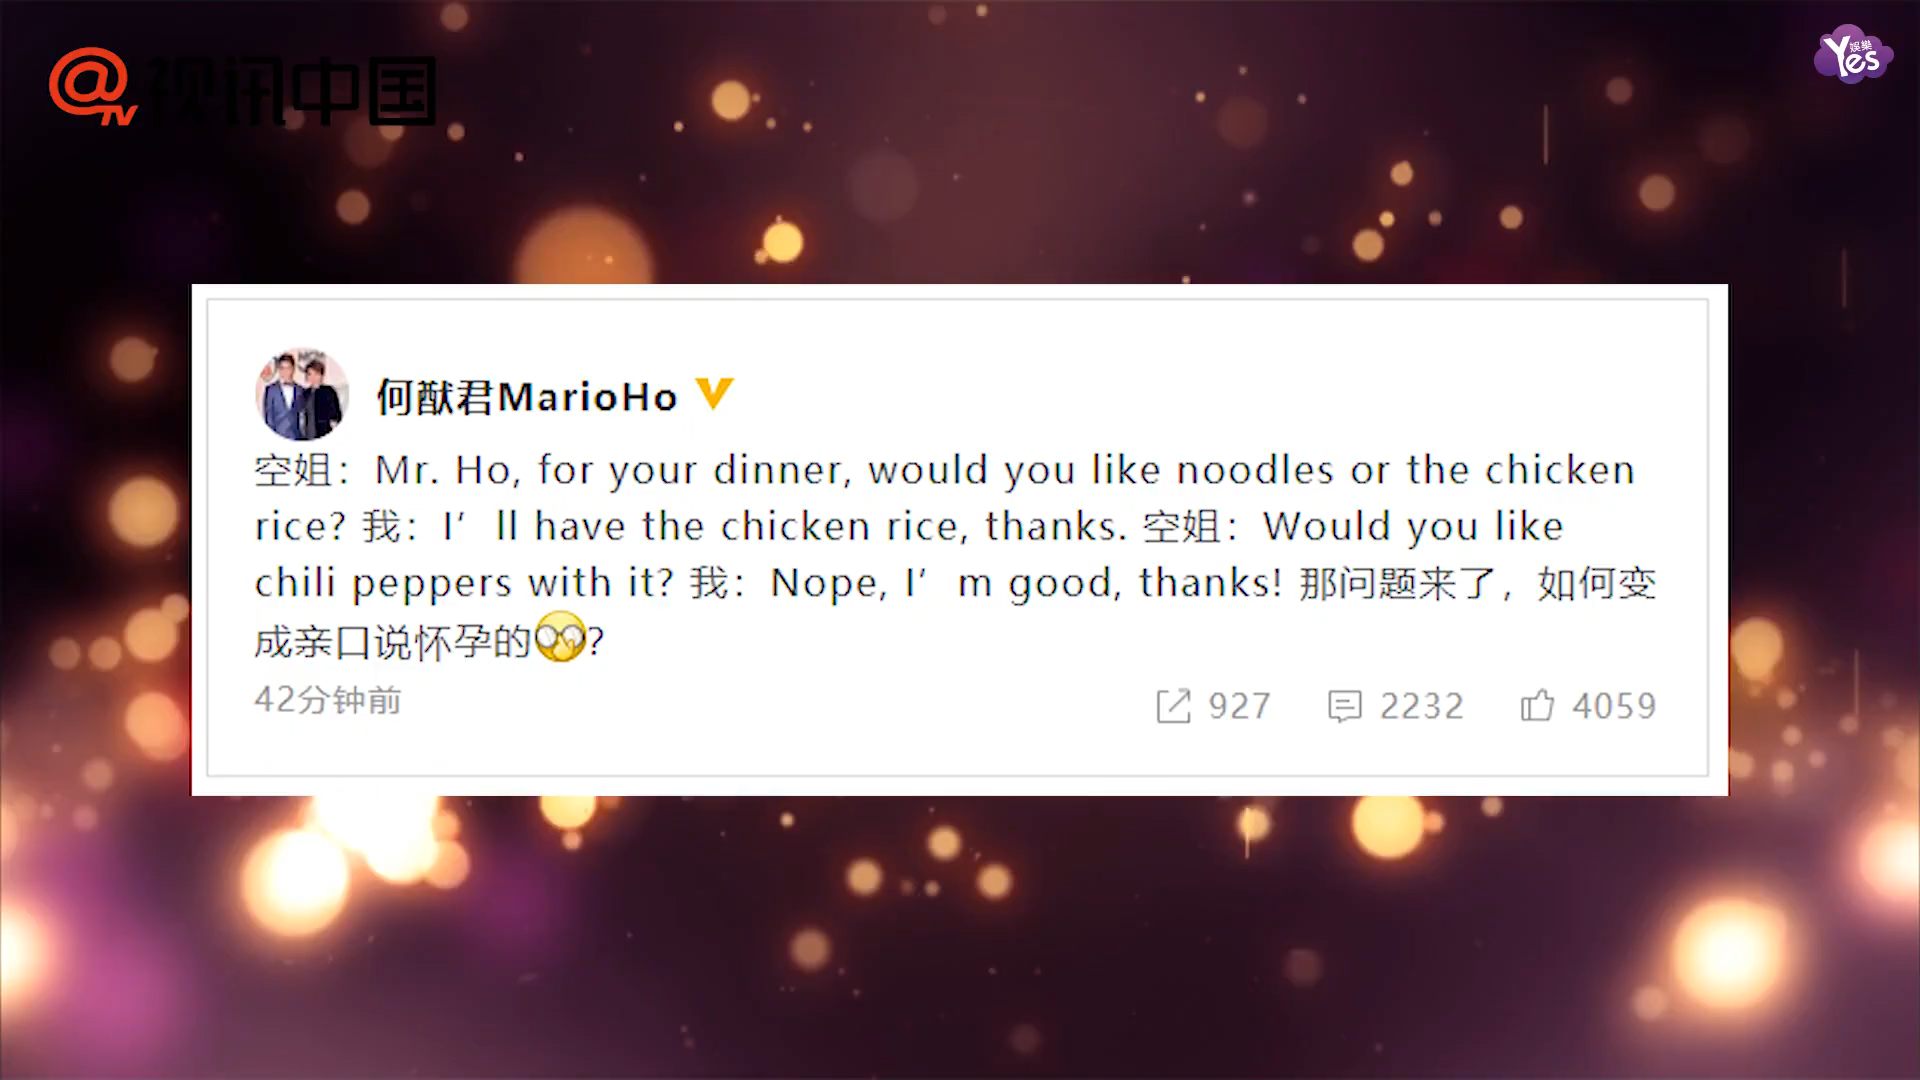 @TV 视讯中国
Yes 娱樂
何猷君MarioHo
空姐：Mr. Ho, for your dinner, would you like noodles or the chicken
rice? 我：I’ll have the chicken rice, thanks. 空姐：Would you like
chili peppers with it? 我：Nope, I’m good, thanks! 那问题来了，如何变
成亲口说怀孕的?
42分钟前
927 2232 4059